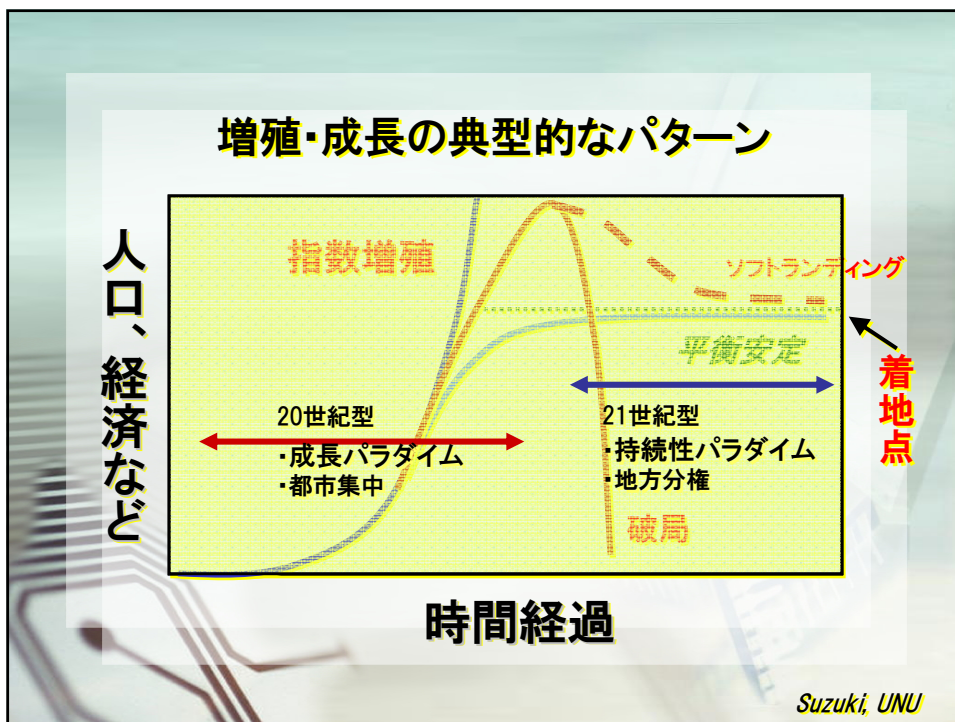 増殖・成長の典型的なパターン
人口、経済など
指数増殖
ソフトランディング
平衡安定
着地点
20世紀型
・成長パラダイム
・都市集中
21世紀型
・持続性パラダイム
・地方分権
破局
時間経過
Suzuki, UNU